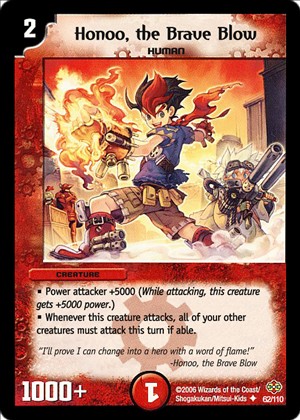 2
Honoo, the Brave Blow
HUMAN
CREATURE
▪ Power attacker +5000 (While attacking, this creature
gets +5000 power.)
▪ Whenever this creature attacks, all of your other
creatures must attack this turn if able.
"I'll prove I can change into a hero with a word of flame!"
-Honoo, the Brave Blow
1000+
1
©2006 Wizards of the Coast/
Shogakukan/Mitsui-Kids ♦ 62/110